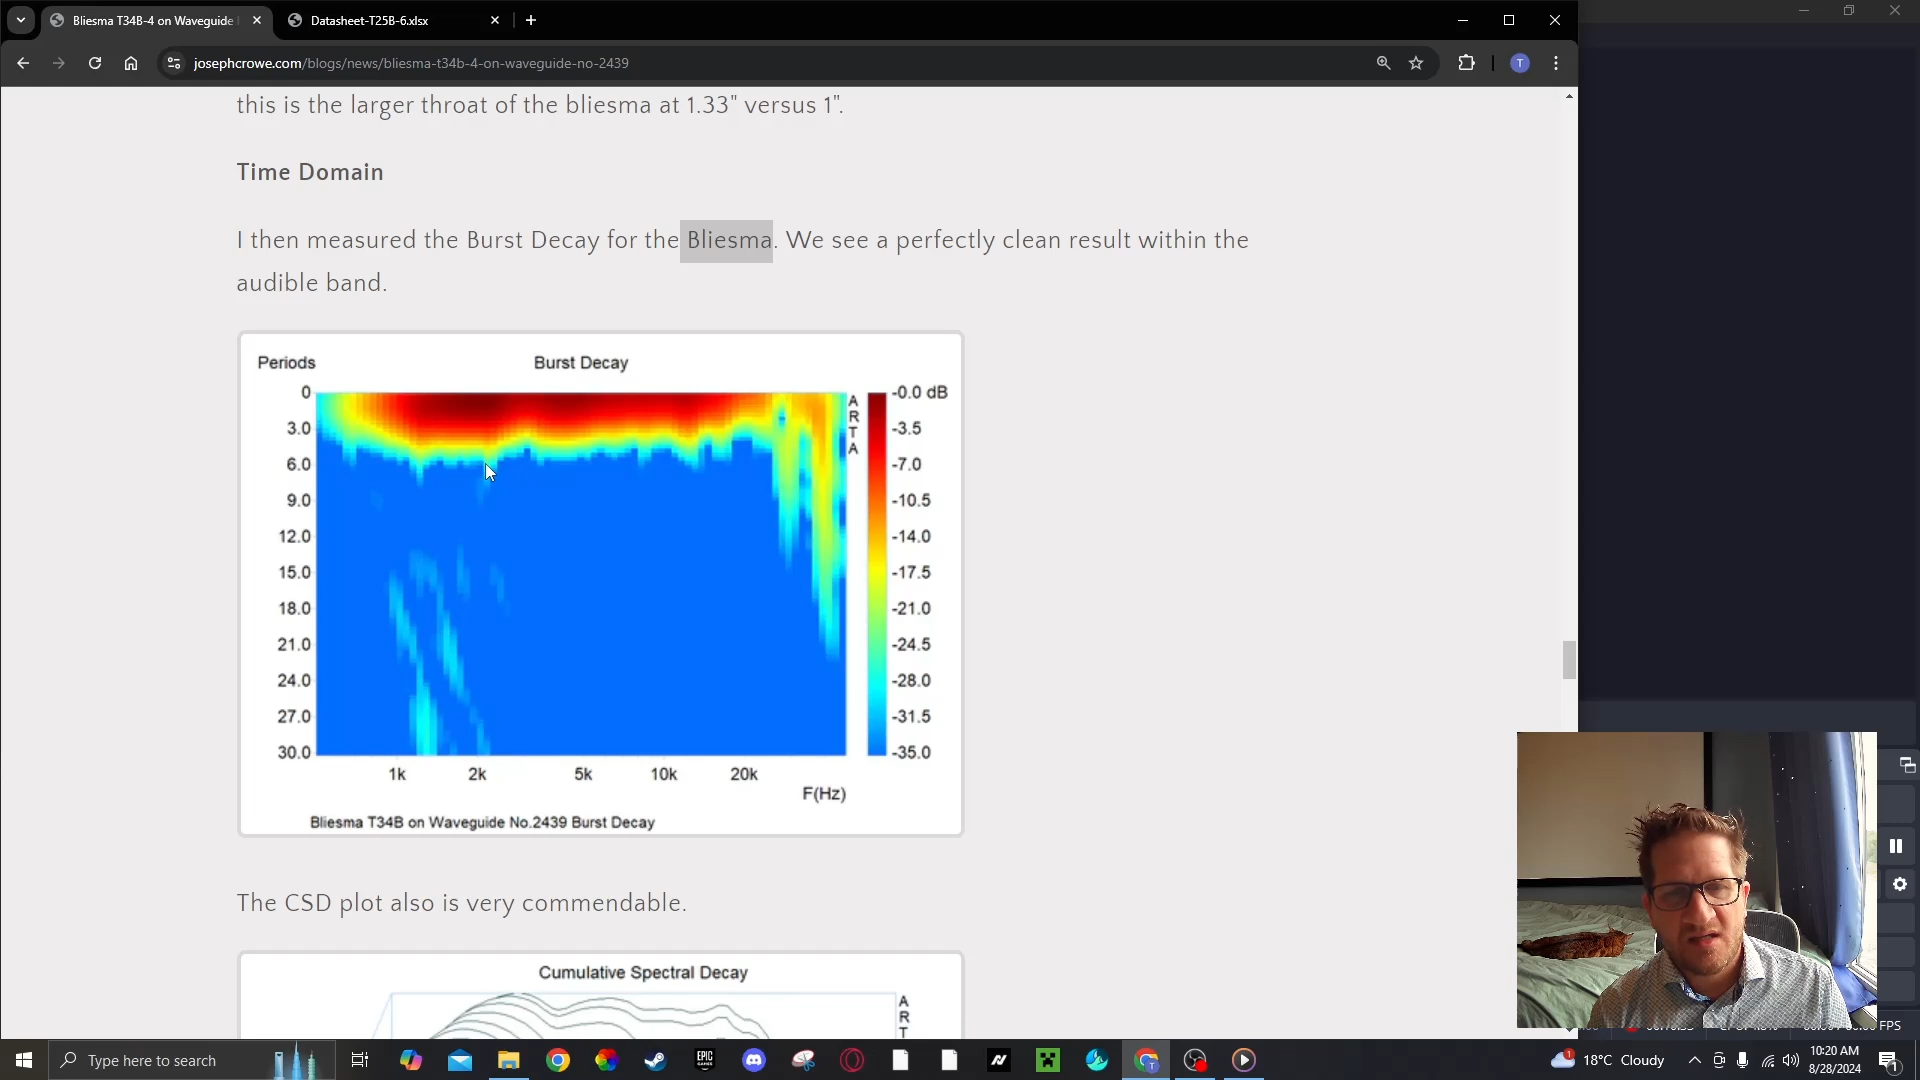 Bliesma T34B-4 on Waveguide
Datasheet-T25B-6.xlsx
josephcrowe.com/blogs/news/bliesma-t34b-4-on-waveguide-no-2439
T
this is the larger throat of the bliesma at 1.33" versus 1".
Time Domain
I then measured the Burst Decay for the Bliesma. We see a perfectly clean result within the
audible band.
Periods
Burst Decay
0
3.0
6.0
9.0
12.0
15.0
18.0
21.0
24.0
27.0
30.0
A
R
T
A
-0.0 dB
-3.5
-7.0
-10.5
-14.0
-17.5
-21.0
-24.5
-28.0
-31.5
-35.0
1k 2k 5k 10k 20k
F(Hz)
Bliesma T34B on Waveguide No.2439 Burst Decay
The CSD plot also is very commendable.
Cumulative Spectral Decay
A
R
T
FPS
Type here to search
EPIC
GAMES
T
1
18°C Cloudy
10:20 AM
8/28/2024
1